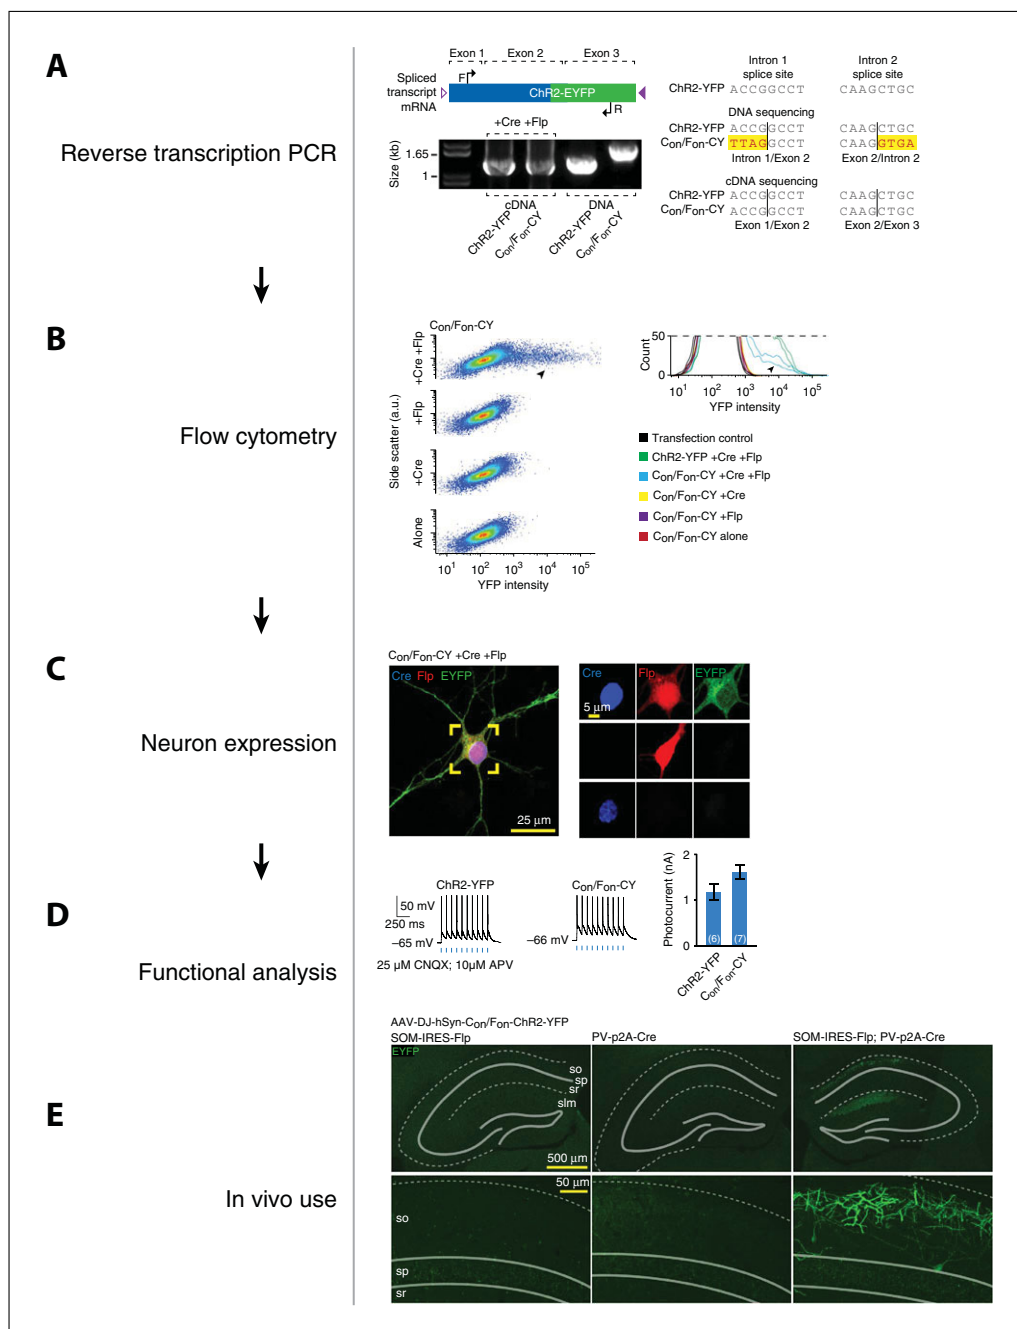 A
Reverse transcription PCR
Exon 1 Exon 2 Exon 3
Spliced transcript mRNA
F
ChR2-EYFP
R
+Cre +Flp
Size (kb)
1.65
1
cDNA
DNA
ChR2-YFP
Con/Fon-CY
ChR2-YFP
Con/Fon-CY
Intron 1 splice site
Intron 2 splice site
ChR2-YFP ACCGGCCT CAAGCTGC
DNA sequencing
ChR2-YFP ACCGGCCT CAAGCTGC
Con/Fon-CY TTAGGCCT CAAGGTGA
Intron 1/Exon 2 Exon 2/Intron 2
cDNA sequencing
ChR2-YFP ACCGGCCT CAAGCTGC
Con/Fon-CY ACCGGCCT CAAGCTGC
Exon 1/Exon 2 Exon 2/Exon 3
B
Flow cytometry
Con/Fon-CY
Side scatter (a.u.)
+Cre +Flp
+Flp
+Cre
Alone
10¹ 10² 10³ 10⁴ 10⁵
YFP intensity
Count
50
0
10¹ 10² 10³ 10⁴ 10⁵
YFP intensity
Transfection control
ChR2-YFP +Cre +Flp
Con/Fon-CY +Cre +Flp
Con/Fon-CY +Cre
Con/Fon-CY +Flp
Con/Fon-CY alone
C
Neuron expression
Con/Fon-CY +Cre +Flp
Cre Flp EYFP
25 µm
Cre Flp EYFP
5 µm
D
Functional analysis
ChR2-YFP
50 mV
250 ms
–65 mV
25 µM CNQX; 10µM APV
Con/Fon-CY
–66 mV
Photocurrent (nA)
2
1
0
(6) (7)
ChR2-YFP
Con/Fon-CY
E
In vivo use
AAV-DJ-hSyn-Con/Fon-ChR2-YFP
SOM-IRES-Flp PV-p2A-Cre SOM-IRES-Flp; PV-p2A-Cre
EYFP
so
sp
sr
slm
500 µm
50 µm
so
sp
sr